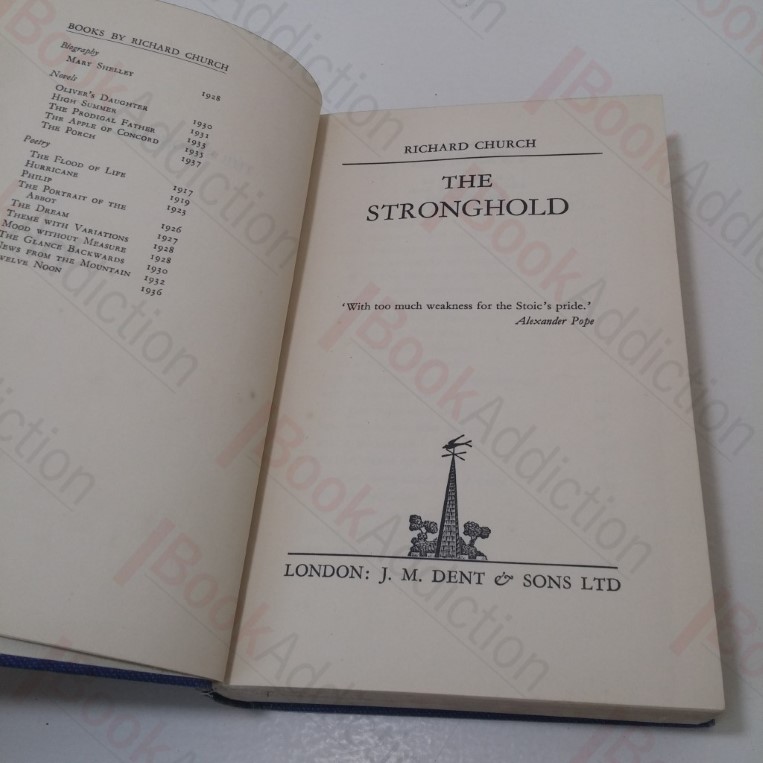 BOOKS BY RICHARD CHURCH
Biography
MARY SHELLEY 1928
Novels
OLIVER'S DAUGHTER 1930
HIGH SUMMER 1931
THE PRODIGAL FATHER 1933
THE APPLE OF CONCORD 1935
THE PORCH 1937
Poetry
THE FLOOD OF LIFE 1917
HURRICANE 1919
PHILIP 1923
THE PORTRAIT OF THE
ABBOT 1926
THE DREAM 1927
THEME WITH VARIATIONS 1928
MOOD WITHOUT MEASURE 1928
THE GLANCE BACKWARDS 1930
EWS FROM THE MOUNTAIN 1932
WELVE NOON 1936
RICHARD CHURCH
THE
STRONGHOLD
'With too much weakness for the Stoic's pride.'
Alexander Pope
LONDON: J. M. DENT & SONS LTD
BookAddiction